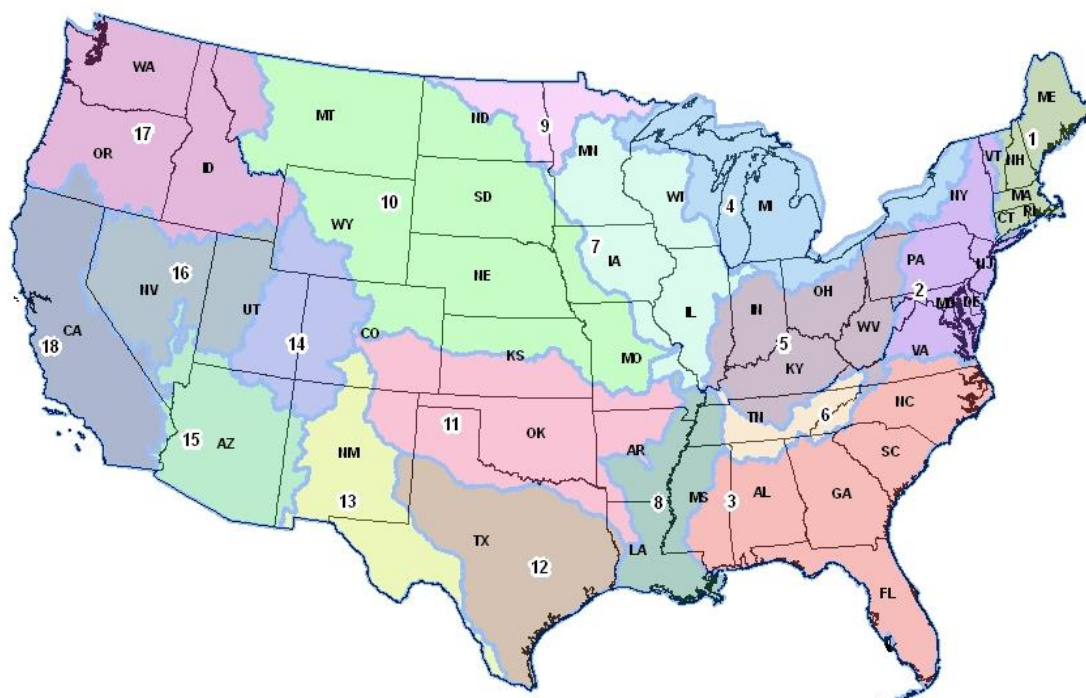 WA
MT
ND
ME
1
17
9
MN
VT
NH
OR
ID
NY
MA
RI
CT
10
SD
WI
4
MI
WY
7
IA
PA
NJ
16
NE
2
MD
DE
NV
OH
IN
UT
IL
WV
CA
18
14
CO
KS
MO
5
VA
KY
6
NC
TN
11
OK
15
AZ
NM
AR
SC
13
8
MS
3
AL
GA
TX
12
LA
FL